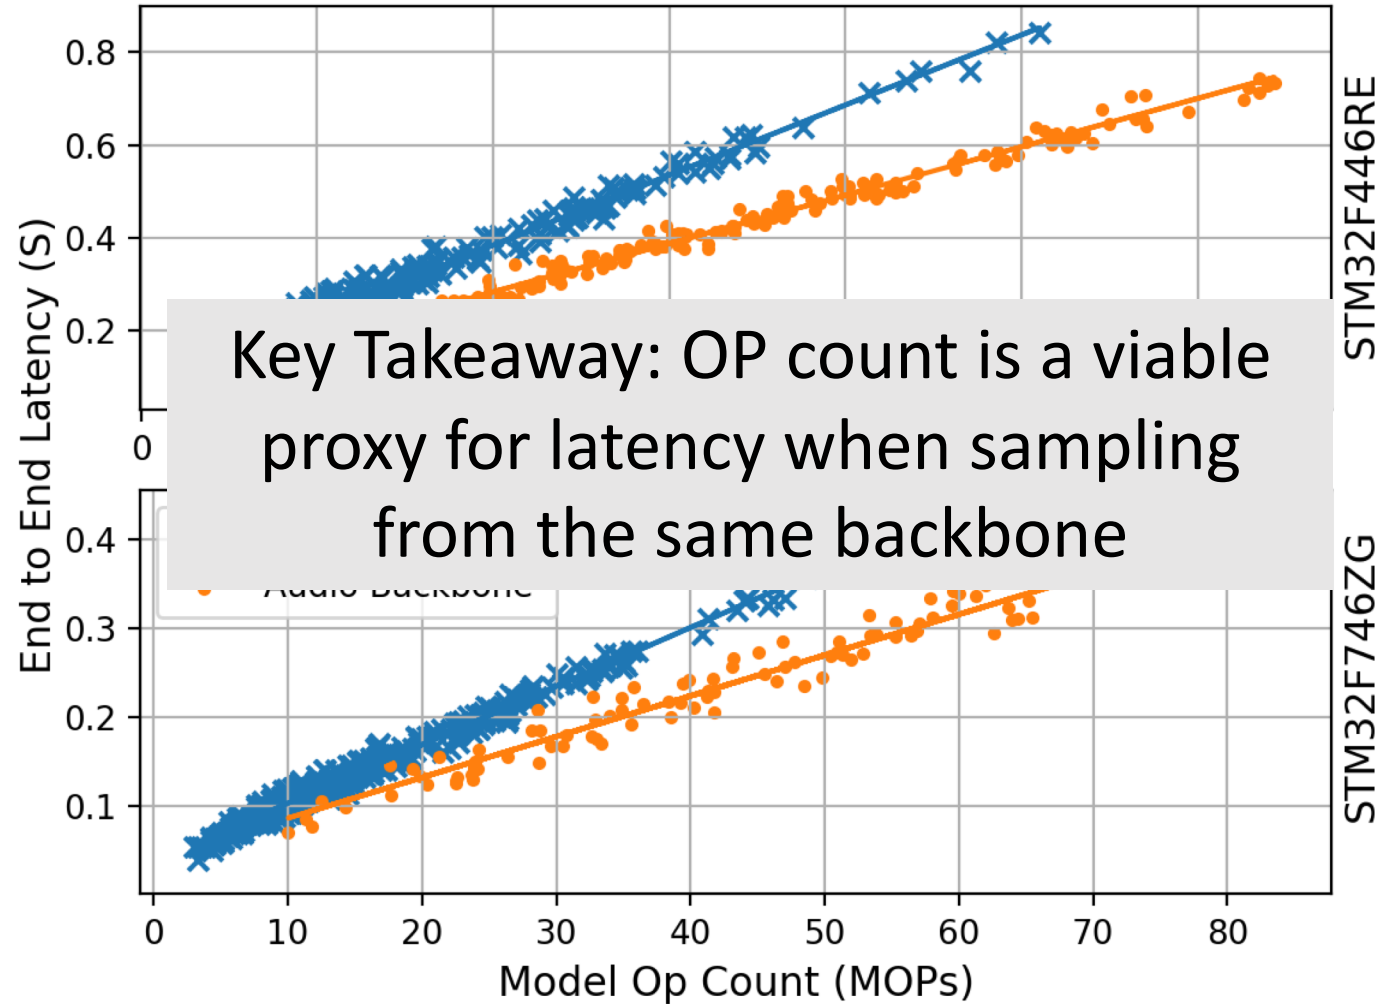 0.8
0.6
0.4
0.2
0
End to End Latency (S)
STM32F446RE
Key Takeaway: OP count is a viable
proxy for latency when sampling
from the same backbone
Audio Backbone
0.4
0.3
0.2
0.1
STM32F746ZG
0 10 20 30 40 50 60 70 80
Model Op Count (MOPs)